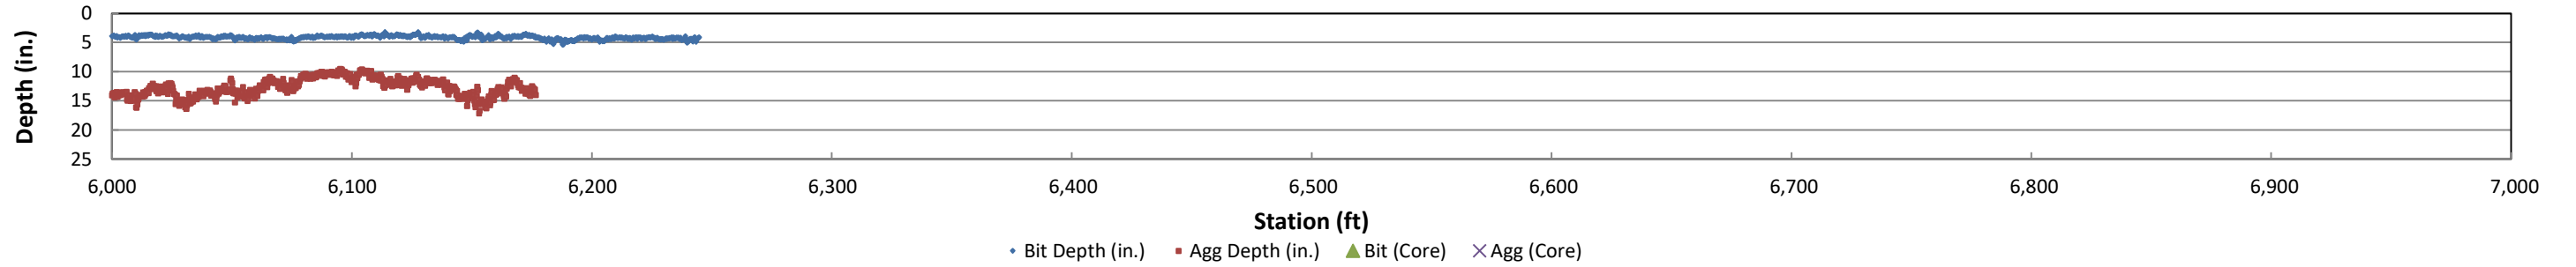 0
5
10
15
20
25
Depth (in.)
6,000 6,100 6,200 6,300 6,400 6,500 6,600 6,700 6,800 6,900 7,000
Station (ft)
Bit Depth (in.) Agg Depth (in.) Bit (Core) Agg (Core)